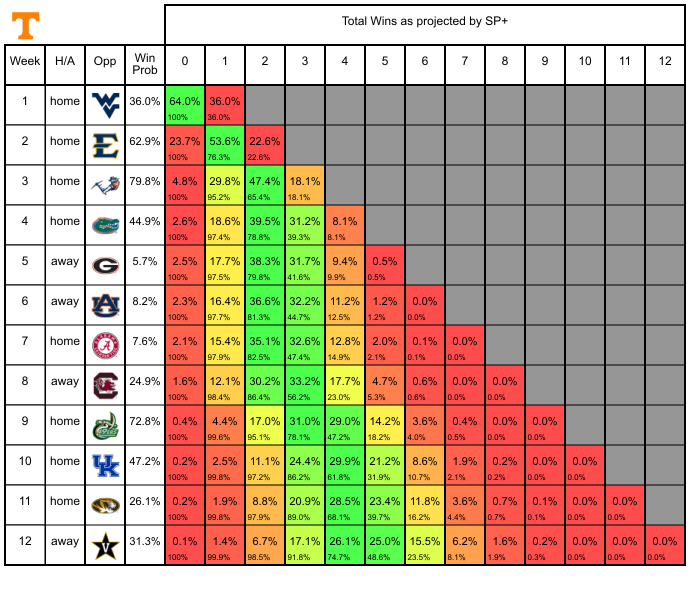 T
Total Wins as projected by SP+
Week H/A Opp Win Prob 0 1 2 3 4 5 6 7 8 9 10 11 12
1 home WV 36.0% 64.0% 36.0%
100% 36.0%
2 home E 62.9% 23.7% 53.6% 22.6%
100% 76.3% 22.6%
3 home 79.8% 4.8% 29.8% 47.4% 18.1%
100% 95.2% 65.4% 18.1%
4 home 44.9% 2.6% 18.6% 39.5% 31.2% 8.1%
100% 97.4% 78.8% 39.3% 8.1%
5 away G 5.7% 2.5% 17.7% 38.3% 31.7% 9.4% 0.5%
100% 97.5% 79.8% 41.6% 9.9% 0.5%
6 away AU 8.2% 2.3% 16.4% 36.6% 32.2% 11.2% 1.2% 0.0%
100% 97.7% 81.3% 44.7% 12.5% 1.2% 0.0%
7 home A 7.6% 2.1% 15.4% 35.1% 32.6% 12.8% 2.0% 0.1% 0.0%
100% 97.9% 82.5% 47.4% 14.9% 2.1% 0.1% 0.0%
8 away C 24.9% 1.6% 12.1% 30.2% 33.2% 17.7% 4.7% 0.6% 0.0% 0.0%
100% 98.4% 86.4% 56.2% 23.0% 5.3% 0.6% 0.0% 0.0%
9 home C 72.8% 0.4% 4.4% 17.0% 31.0% 29.0% 14.2% 3.6% 0.4% 0.0% 0.0%
100% 99.6% 95.1% 78.1% 47.2% 18.2% 4.0% 0.5% 0.0% 0.0%
10 home UK 47.2% 0.2% 2.5% 11.1% 24.4% 29.9% 21.2% 8.6% 1.9% 0.2% 0.0% 0.0%
100% 99.8% 97.2% 86.2% 61.8% 31.9% 10.7% 2.1% 0.2% 0.0% 0.0%
11 home 26.1% 0.2% 1.9% 8.8% 20.9% 28.5% 23.4% 11.8% 3.6% 0.7% 0.1% 0.0% 0.0%
100% 99.8% 97.9% 89.0% 68.1% 39.7% 16.2% 4.4% 0.7% 0.1% 0.0% 0.0%
12 away V 31.3% 0.1% 1.4% 6.7% 17.1% 26.1% 25.0% 15.5% 6.2% 1.6% 0.2% 0.0% 0.0% 0.0%
100% 99.9% 98.5% 91.8% 74.7% 48.6% 23.5% 8.1% 1.9% 0.3% 0.0% 0.0% 0.0%